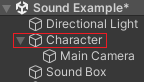 Sound Example*
Directional Light
Character
Main Camera
Sound Box